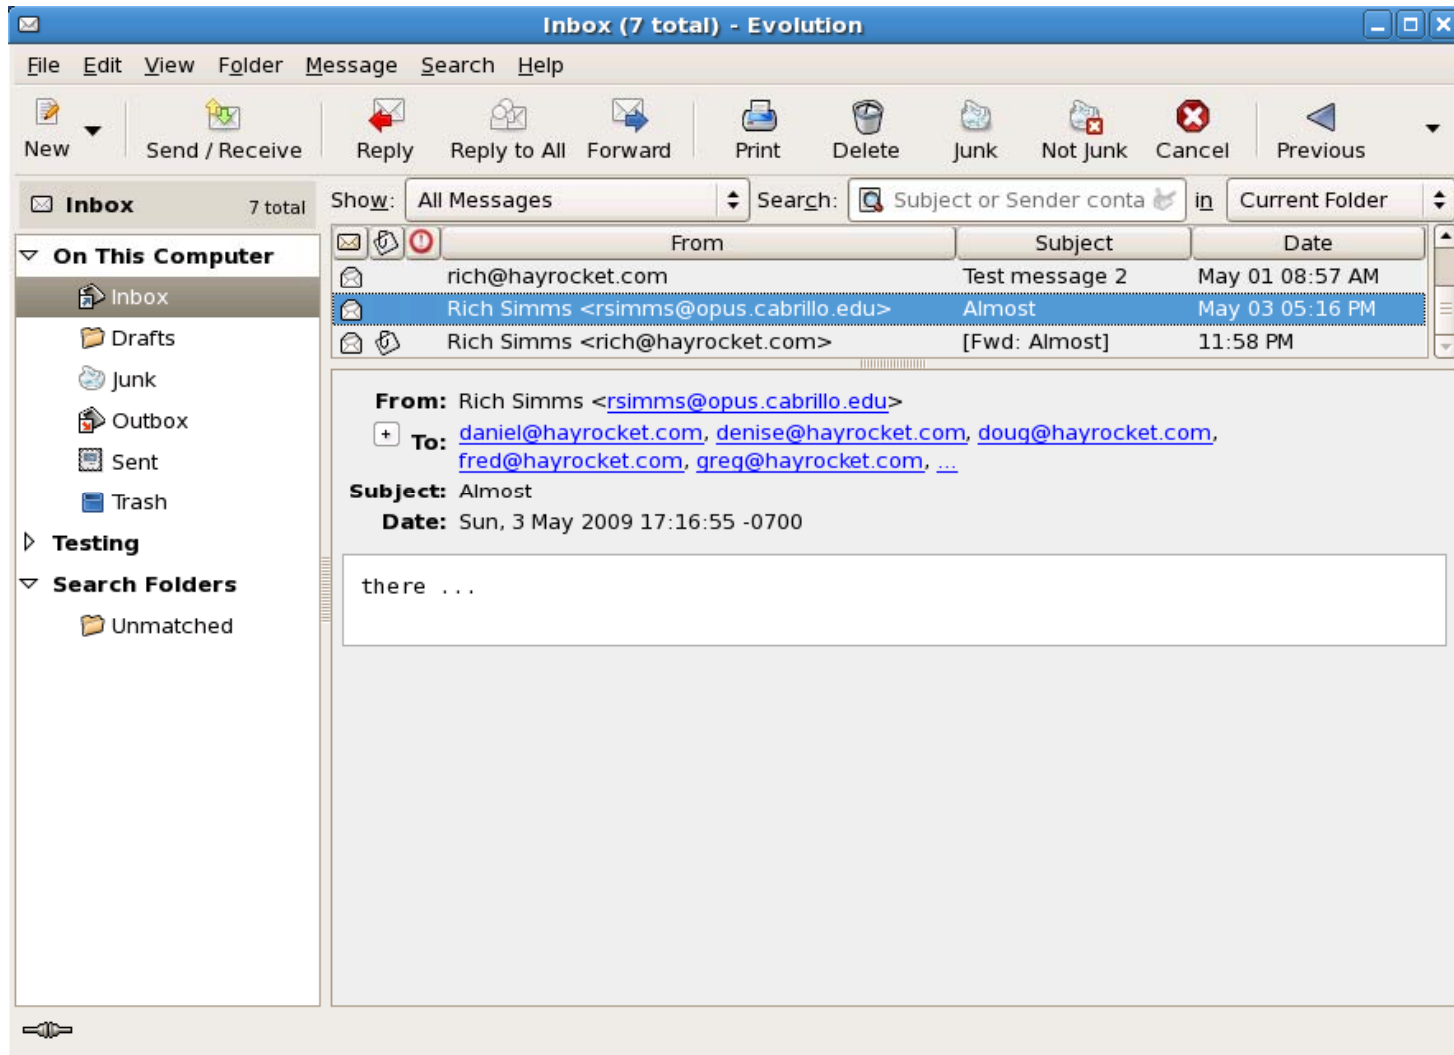 Inbox (7 total) - Evolution
File Edit View Folder Message Search Help
New Send / Receive Reply Reply to All Forward Print Delete Junk Not Junk Cancel Previous
Inbox 7 total
Show: All Messages Search: Subject or Sender conta in Current Folder
On This Computer
Inbox
Drafts
Junk
Outbox
Sent
Trash
Testing
Search Folders
Unmatched
From Subject Date
rich@hayrocket.com Test message 2 May 01 08:57 AM
Rich Simms <rsimms@opus.cabrillo.edu> Almost May 03 05:16 PM
Rich Simms <rich@hayrocket.com> [Fwd: Almost] 11:58 PM
From: Rich Simms <rsimms@opus.cabrillo.edu>
To: daniel@hayrocket.com, denise@hayrocket.com, doug@hayrocket.com,
fred@hayrocket.com, greg@hayrocket.com, ...
Subject: Almost
Date: Sun, 3 May 2009 17:16:55 -0700
there ...